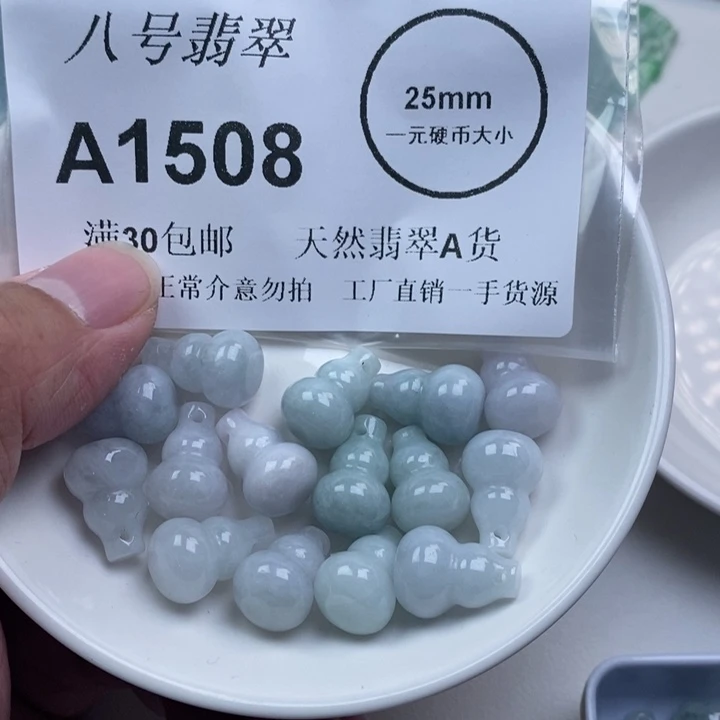 八号翡翠
25mm
一元硬币大小
A1508
满30包邮 天然翡翠A货
正常介意勿拍 工厂直销一手货源